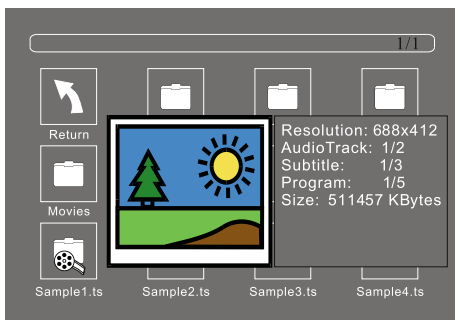 1/1
Return
Resolution: 688x412
AudioTrack: 1/2
Subtitle: 1/3
Program: 1/5
Size: 511457 KBytes
Movies
Sample1.ts Sample2.ts Sample3.ts Sample4.ts